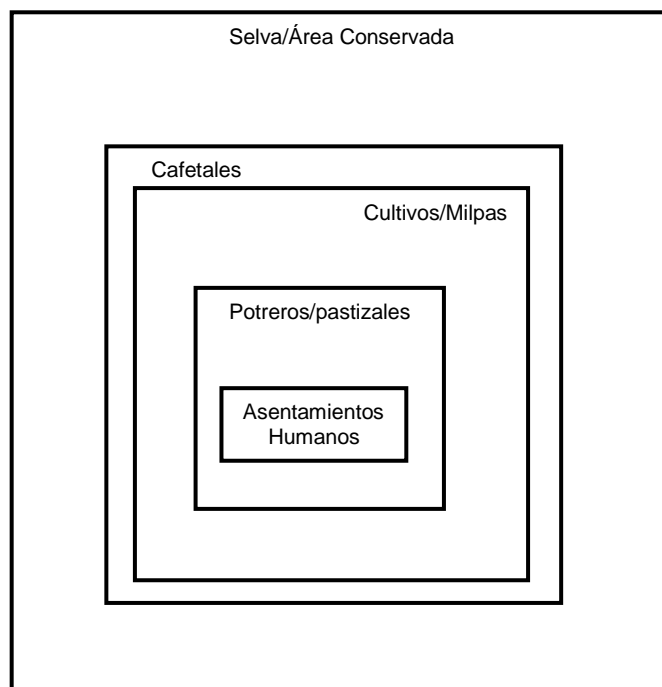 Selva/Área Conservada
Cafetales
Cultivos/Milpas
Potreros/pastizales
Asentamientos
Humanos